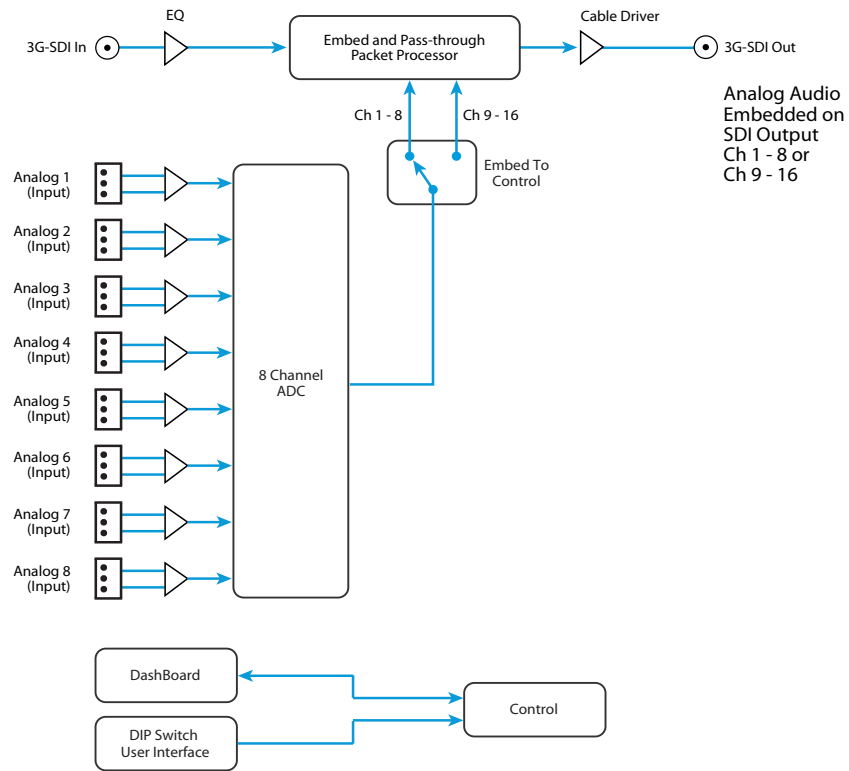 EQ
Cable Driver
3G-SDI In
Embed and Pass-through
Packet Processor
3G-SDI Out
Ch 1 - 8
Ch 9 - 16
Analog Audio
Embedded on
SDI Output
Ch 1 - 8 or
Ch 9 - 16
Embed To
Control
Analog 1
(Input)
Analog 2
(Input)
Analog 3
(Input)
Analog 4
(Input)
Analog 5
(Input)
Analog 6
(Input)
Analog 7
(Input)
Analog 8
(Input)
8 Channel
ADC
DashBoard
DIP Switch
User Interface
Control